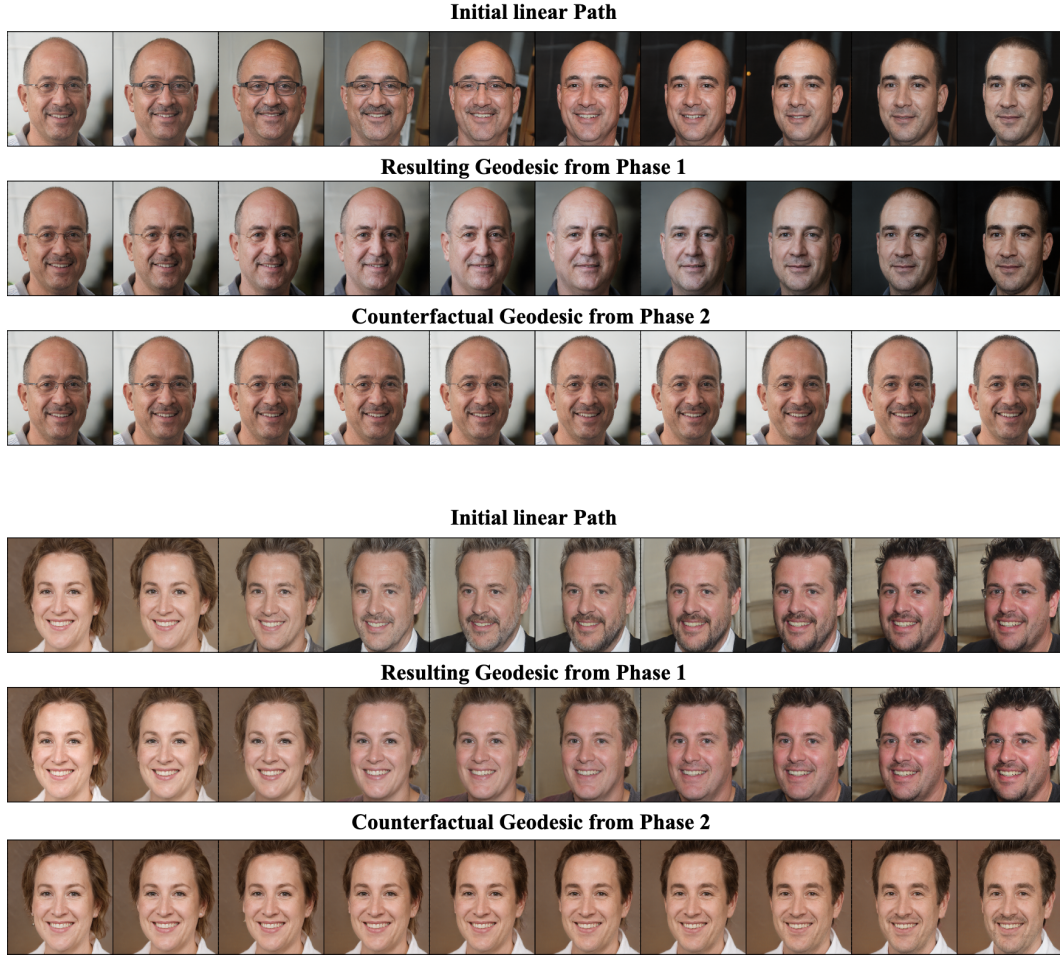 Initial linear Path
Resulting Geodesic from Phase 1
Counterfactual Geodesic from Phase 2
Initial linear Path
Resulting Geodesic from Phase 1
Counterfactual Geodesic from Phase 2